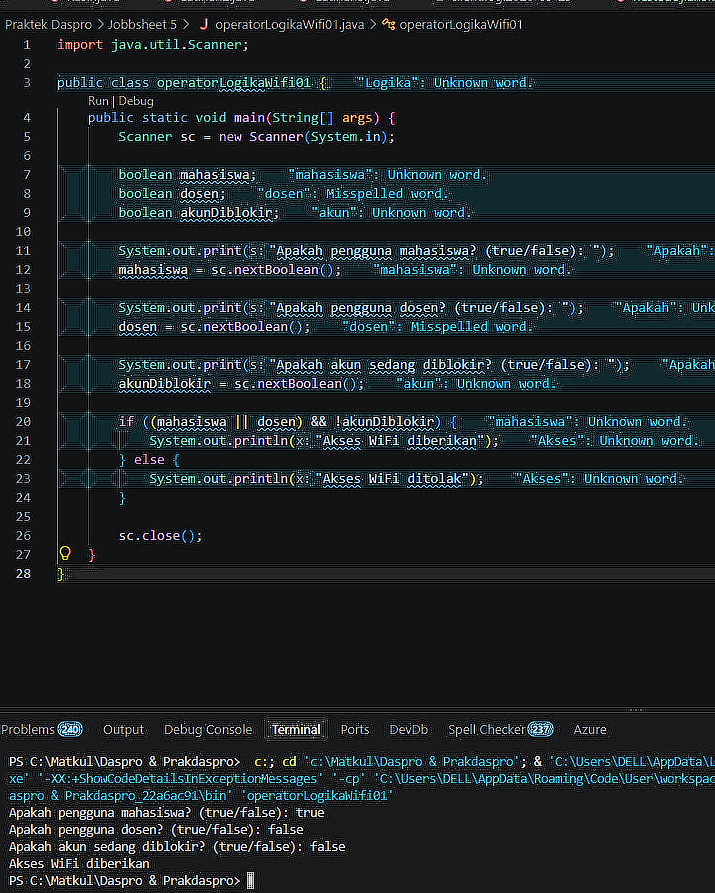 Praktek Daspro > Jobbsheet 5 > J operatorLogikaWifi01.java > operatorLogikaWifi01
1 import java.util.Scanner;
2
3 public class operatorLogikaWifi01 { "Logika": Unknown word.
Run | Debug
4 public static void main(String[] args) {
5 Scanner sc = new Scanner(System.in);
6
7 boolean mahasiswa; "mahasiswa": Unknown word.
8 boolean dosen; "dosen": Misspelled word.
9 boolean akunDiblokir; "akun": Unknown word.
10
11 System.out.print(s: "Apakah pengguna mahasiswa? (true/false): "); "Apakah":
12 mahasiswa = sc.nextBoolean(); "mahasiswa": Unknown word.
13
14 System.out.print(s: "Apakah pengguna dosen? (true/false): "); "Apakah": Unk
15 dosen = sc.nextBoolean(); "dosen": Misspelled word.
16
17 System.out.print(s: "Apakah akun sedang diblokir? (true/false): "); "Apakah
18 akunDiblokir = sc.nextBoolean(); "akun": Unknown word.
19
20 if ((mahasiswa || dosen) && !akunDiblokir) { "mahasiswa": Unknown word.
21 System.out.println(x: "Akses WiFi diberikan"); "Akses": Unknown word.
22 } else {
23 System.out.println(x: "Akses WiFi ditolak"); "Akses": Unknown word.
24 }
25
26 sc.close();
27 }
28 }
Problems 240 Output Debug Console Terminal Ports DevDb Spell Checker 237 Azure
PS C:\Matkul\Daspro & Prakdaspro> c:; cd 'c:\Matkul\Daspro & Prakdaspro'; & 'C:\Users\DELL\AppData\L
xe' '-XX:+ShowCodeDetailsInExceptionMessages' '-cp' 'C:\Users\DELL\AppData\Roaming\Code\User\workspac
aspro & Prakdaspro_22a6ac91\bin' 'operatorLogikaWifi01'
Apakah pengguna mahasiswa? (true/false): true
Apakah pengguna dosen? (true/false): false
Apakah akun sedang diblokir? (true/false): false
Akses WiFi diberikan
PS C:\Matkul\Daspro & Prakdaspro>